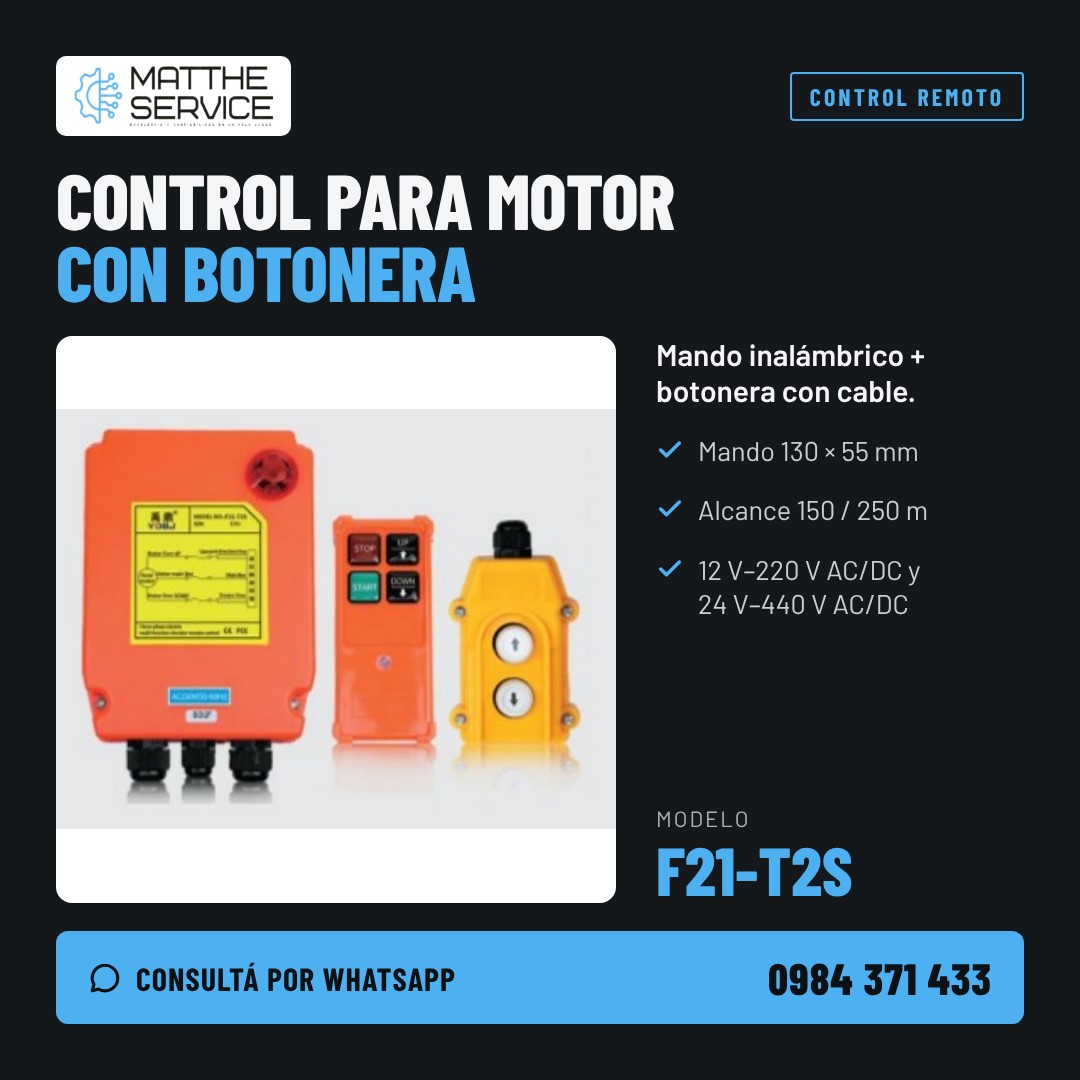 MATTHE
SERVICE
CONTROL REMOTO
CONTROL PARA MOTOR
CON BOTONERA
Mando inalámbrico +
botonera con cable.
Mando 130 × 55 mm
Alcance 150 / 250 m
12 V–220 V AC/DC y
24 V–440 V AC/DC
STOP
UP
START
DOWN
MODELO
F21-T2S
CONSULTÁ POR WHATSAPP
0984 371 433